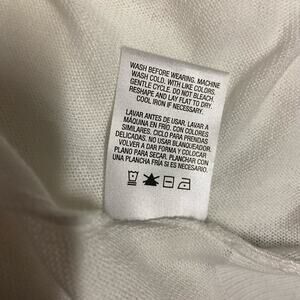 WASH BEFORE WEARING. MACHINE
WASH COLD. WITH LIKE COLORS.
GENTLE CYCLE. DO NOT BLEACH.
RESHAPE AND LAY FLAT TO DRY.
COOL IRON IF NECESSARY.
LAVAR ANTES DE USAR. LAVAR A
MÁQUINA EN FRÍO. CON COLORES
SIMILARES. CICLO PARA PRENDAS
DELICADAS. NO USAR BLANQUEADOR.
VOLVER A DAR FORMA Y COLOCAR
PLANO PARA SECAR. PLANCHAR CON
UNA PLANCHA FRÍA SI ES NECESARIO.